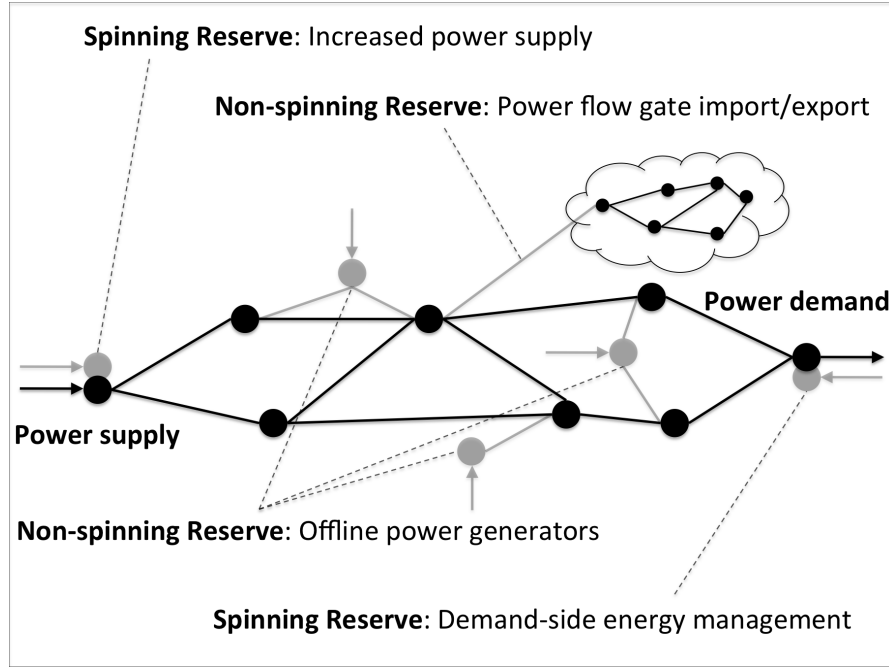 Spinning Reserve: Increased power supply
Non-spinning Reserve: Power flow gate import/export
Power demand
Power supply
Non-spinning Reserve: Offline power generators
Spinning Reserve: Demand-side energy management